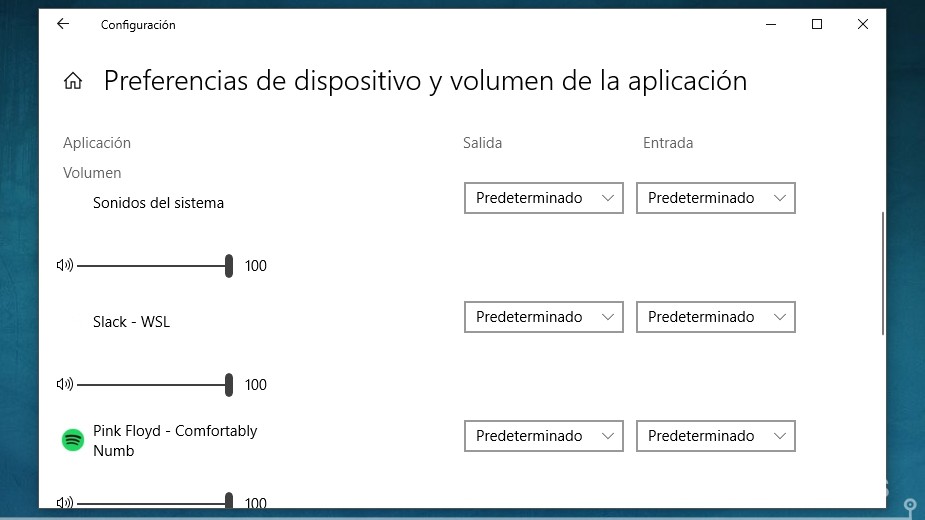 Configuración
Preferencias de dispositivo y volumen de la aplicación
Aplicación Salida Entrada
Volumen
Sonidos del sistema Predeterminado Predeterminado
100
Slack - WSL Predeterminado Predeterminado
100
Pink Floyd - Comfortably
Numb
Predeterminado Predeterminado
100